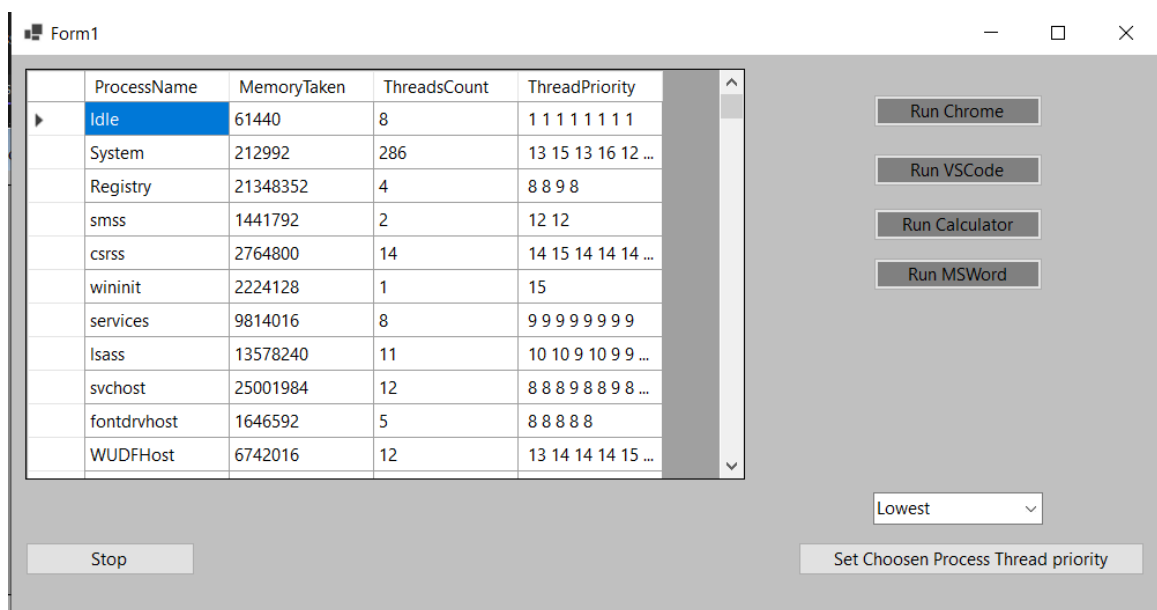 Form1
ProcessName MemoryTaken ThreadsCount ThreadPriority
Idle 61440 8 1 1 1 1 1 1 1 1
System 212992 286 13 15 13 16 12 ...
Registry 21348352 4 8 8 9 8
smss 1441792 2 12 12
csrss 2764800 14 14 15 14 14 14 ...
wininit 2224128 1 15
services 9814016 8 9 9 9 9 9 9 9 9
lsass 13578240 11 10 10 9 10 9 9 ...
svchost 25001984 12 8 8 8 9 8 8 9 8 ...
fontdrvhost 1646592 5 8 8 8 8 8
WUDFHost 6742016 12 13 14 14 14 15 ...
Run Chrome
Run VSCode
Run Calculator
Run MSWord
Lowest
Stop
Set Choosen Process Thread priority